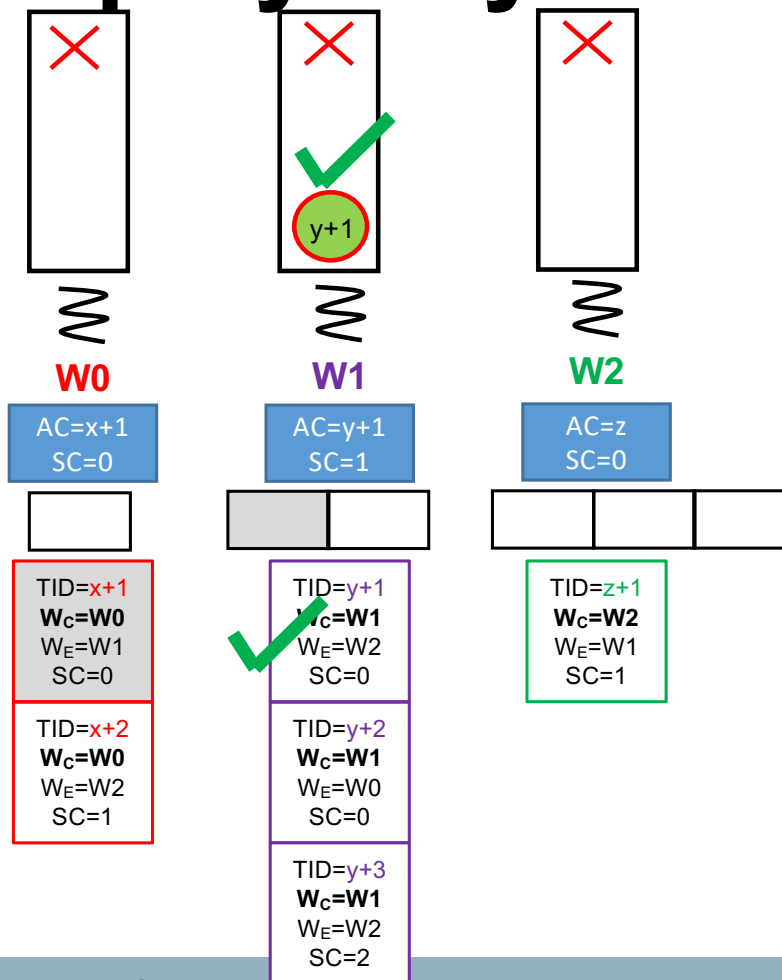 y+1
W0
W1
W2
AC=x+1
SC=0
AC=y+1
SC=1
AC=z
SC=0
TID=x+1
WC=W0
WE=W1
SC=0
TID=x+2
WC=W0
WE=W2
SC=1
TID=y+1
WC=W1
WE=W2
SC=0
TID=y+2
WC=W1
WE=W0
SC=0
TID=y+3
WC=W1
WE=W2
SC=2
TID=z+1
WC=W2
WE=W1
SC=1